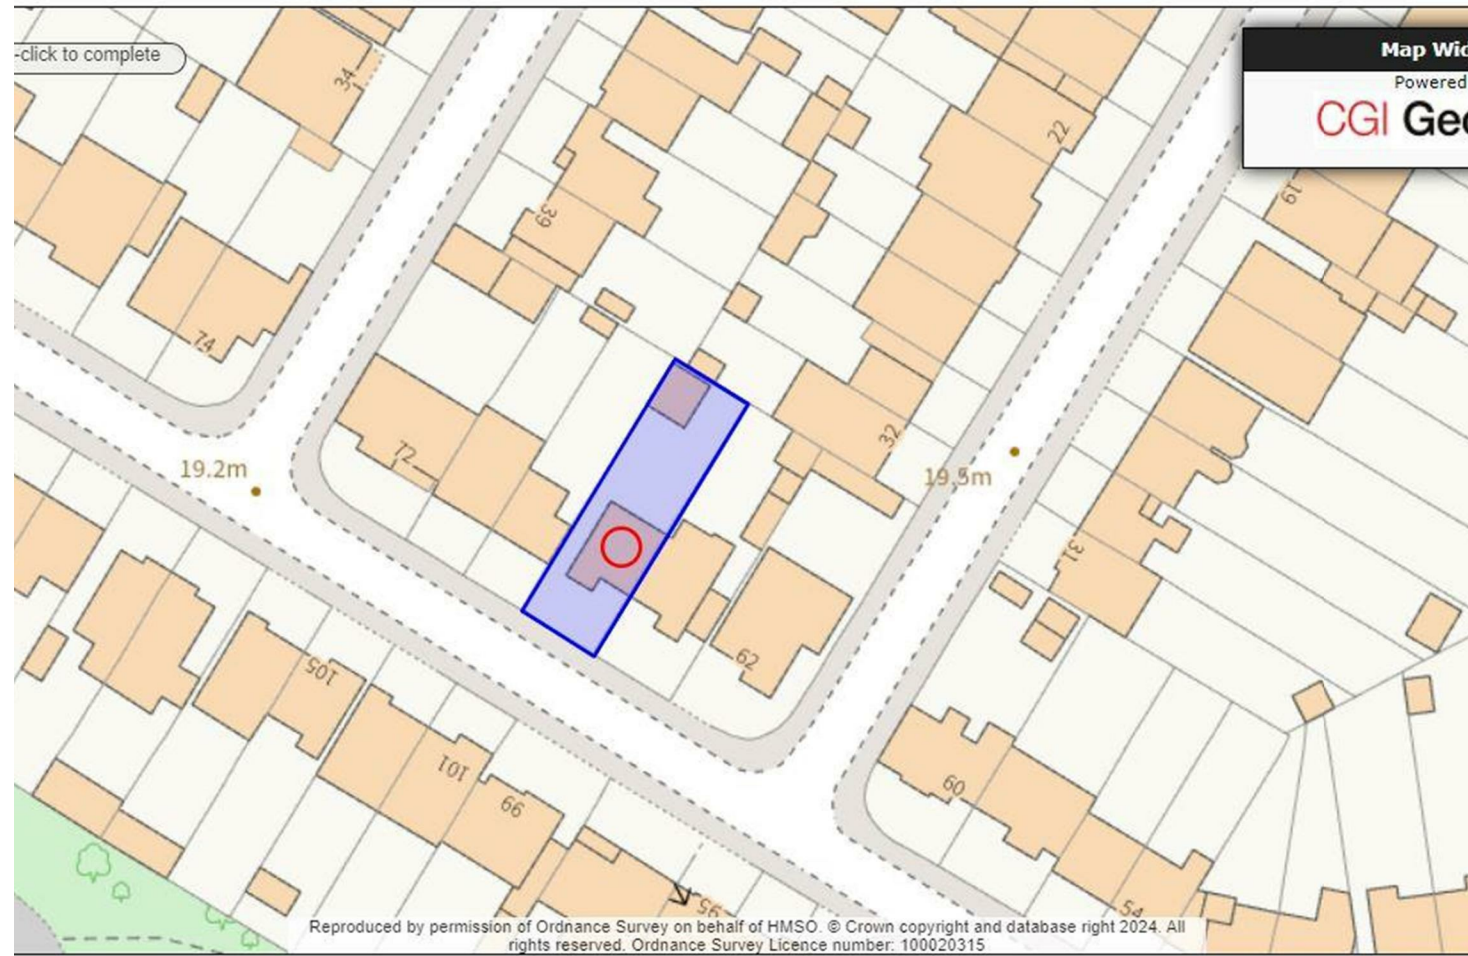 -click to complete
Map Wid
Powered
CGI Geo
34
22
19
39
74
72
19.2m
32
19.5m
31
62
105
101
99
60
95
54
Reproduced by permission of Ordnance Survey on behalf of HMSO. © Crown copyright and database right 2024. All
rights reserved. Ordnance Survey Licence number: 100020315